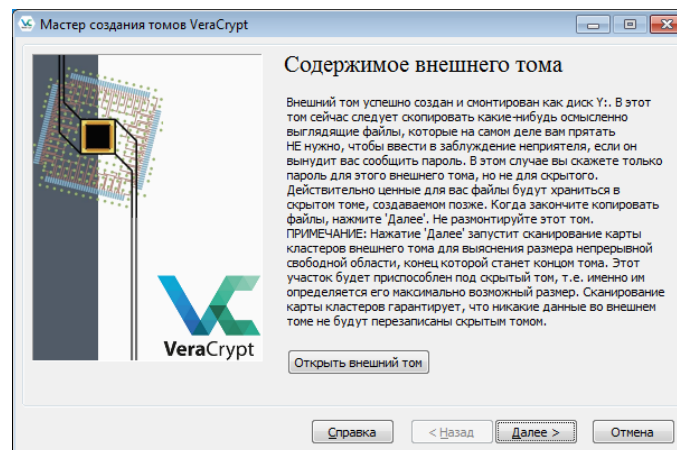 Мастер создания томов VeraCrypt
Содержимое внешнего тома
Внешний том успешно создан и смонтирован как диск Y:. В этот
том сейчас следует скопировать какие-нибудь осмысленно
выглядящие файлы, которые на самом деле вам прятать
НЕ нужно, чтобы ввести в заблуждение неприятеля, если он
вынудит вас сообщить пароль. В этом случае вы скажете только
пароль для этого внешнего тома, но не для скрытого.
Действительно ценные для вас файлы будут храниться в
скрытом томе, создаваемом позже. Когда закончите копировать
файлы, нажмите 'Далее'. Не размонтируйте этот том.
ПРИМЕЧАНИЕ: Нажатие 'Далее' запустит сканирование карты
кластеров внешнего тома для выяснения размера непрерывной
свободной области, конец которой станет концом тома. Этот
участок будет приспособлен под скрытый том, т.е. именно им
определяется его максимально возможный размер. Сканирование
карты кластеров гарантирует, что никакие данные во внешнем
томе не будут перезаписаны скрытым томом.
VeraCrypt
Открыть внешний том
Справка
< Назад
Далее >
Отмена